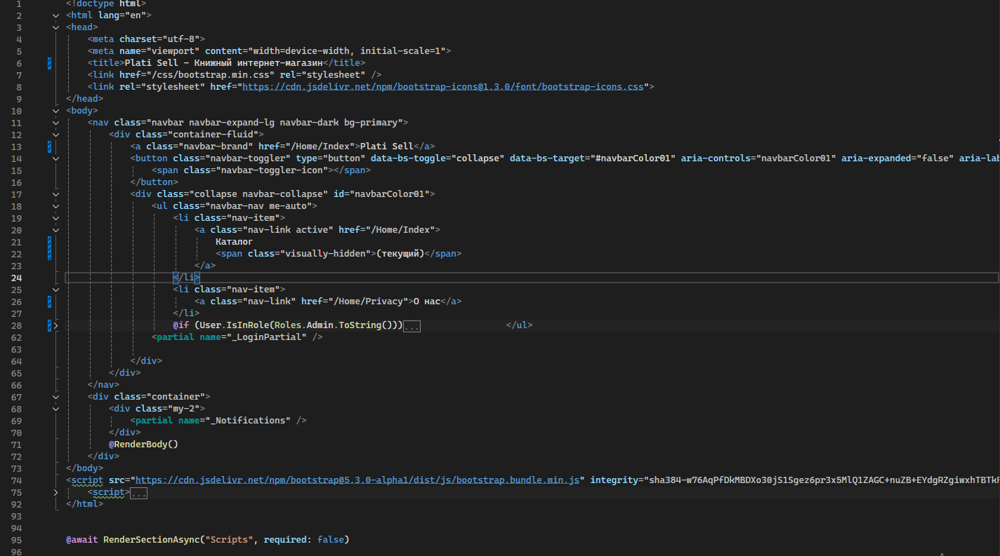 1 <!doctype html>
2 <html lang="en">
3 <head>
4 <meta charset="utf-8">
5 <meta name="viewport" content="width=device-width, initial-scale=1">
6 <title>Plati Sell - Книжный интернет-магазин</title>
7 <link href="/css/bootstrap.min.css" rel="stylesheet" />
8 <link rel="stylesheet" href="https://cdn.jsdelivr.net/npm/bootstrap-icons@1.3.0/font/bootstrap-icons.css">
9 </head>
10 <body>
11 <nav class="navbar navbar-expand-lg navbar-dark bg-primary">
12 <div class="container-fluid">
13 <a class="navbar-brand" href="/Home/Index">Plati Sell</a>
14 <button class="navbar-toggler" type="button" data-bs-toggle="collapse" data-bs-target="#navbarColor01" aria-controls="navbarColor01" aria-expanded="false" aria-lab
15 <span class="navbar-toggler-icon"></span>
16 </button>
17 <div class="collapse navbar-collapse" id="navbarColor01">
18 <ul class="navbar-nav me-auto">
19 <li class="nav-item">
20 <a class="nav-link active" href="/Home/Index">
21 Каталог
22 <span class="visually-hidden">(текущий)</span>
23 </a>
24 </li>
25 <li class="nav-item">
26 <a class="nav-link" href="/Home/Privacy">О нас</a>
27 </li>
28 @if (User.IsInRole(Roles.Admin.ToString()))... </ul>
62 <partial name="_LoginPartial" />
63
64 </div>
65 </div>
66 </nav>
67 <div class="container">
68 <div class="my-2">
69 <partial name="_Notifications" />
70 </div>
71 @RenderBody()
72 </div>
73 </body>
74 <script src="https://cdn.jsdelivr.net/npm/bootstrap@5.3.0-alpha1/dist/js/bootstrap.bundle.min.js" integrity="sha384-w76AqPfDkMBDXo30jS1Sgez6pr3x5MlQ1ZAGC+nuZB+EYdgRZgiwxhTBTkF
75 <script>...
92 </html>
93
94
95 @await RenderSectionAsync("Scripts", required: false)
96